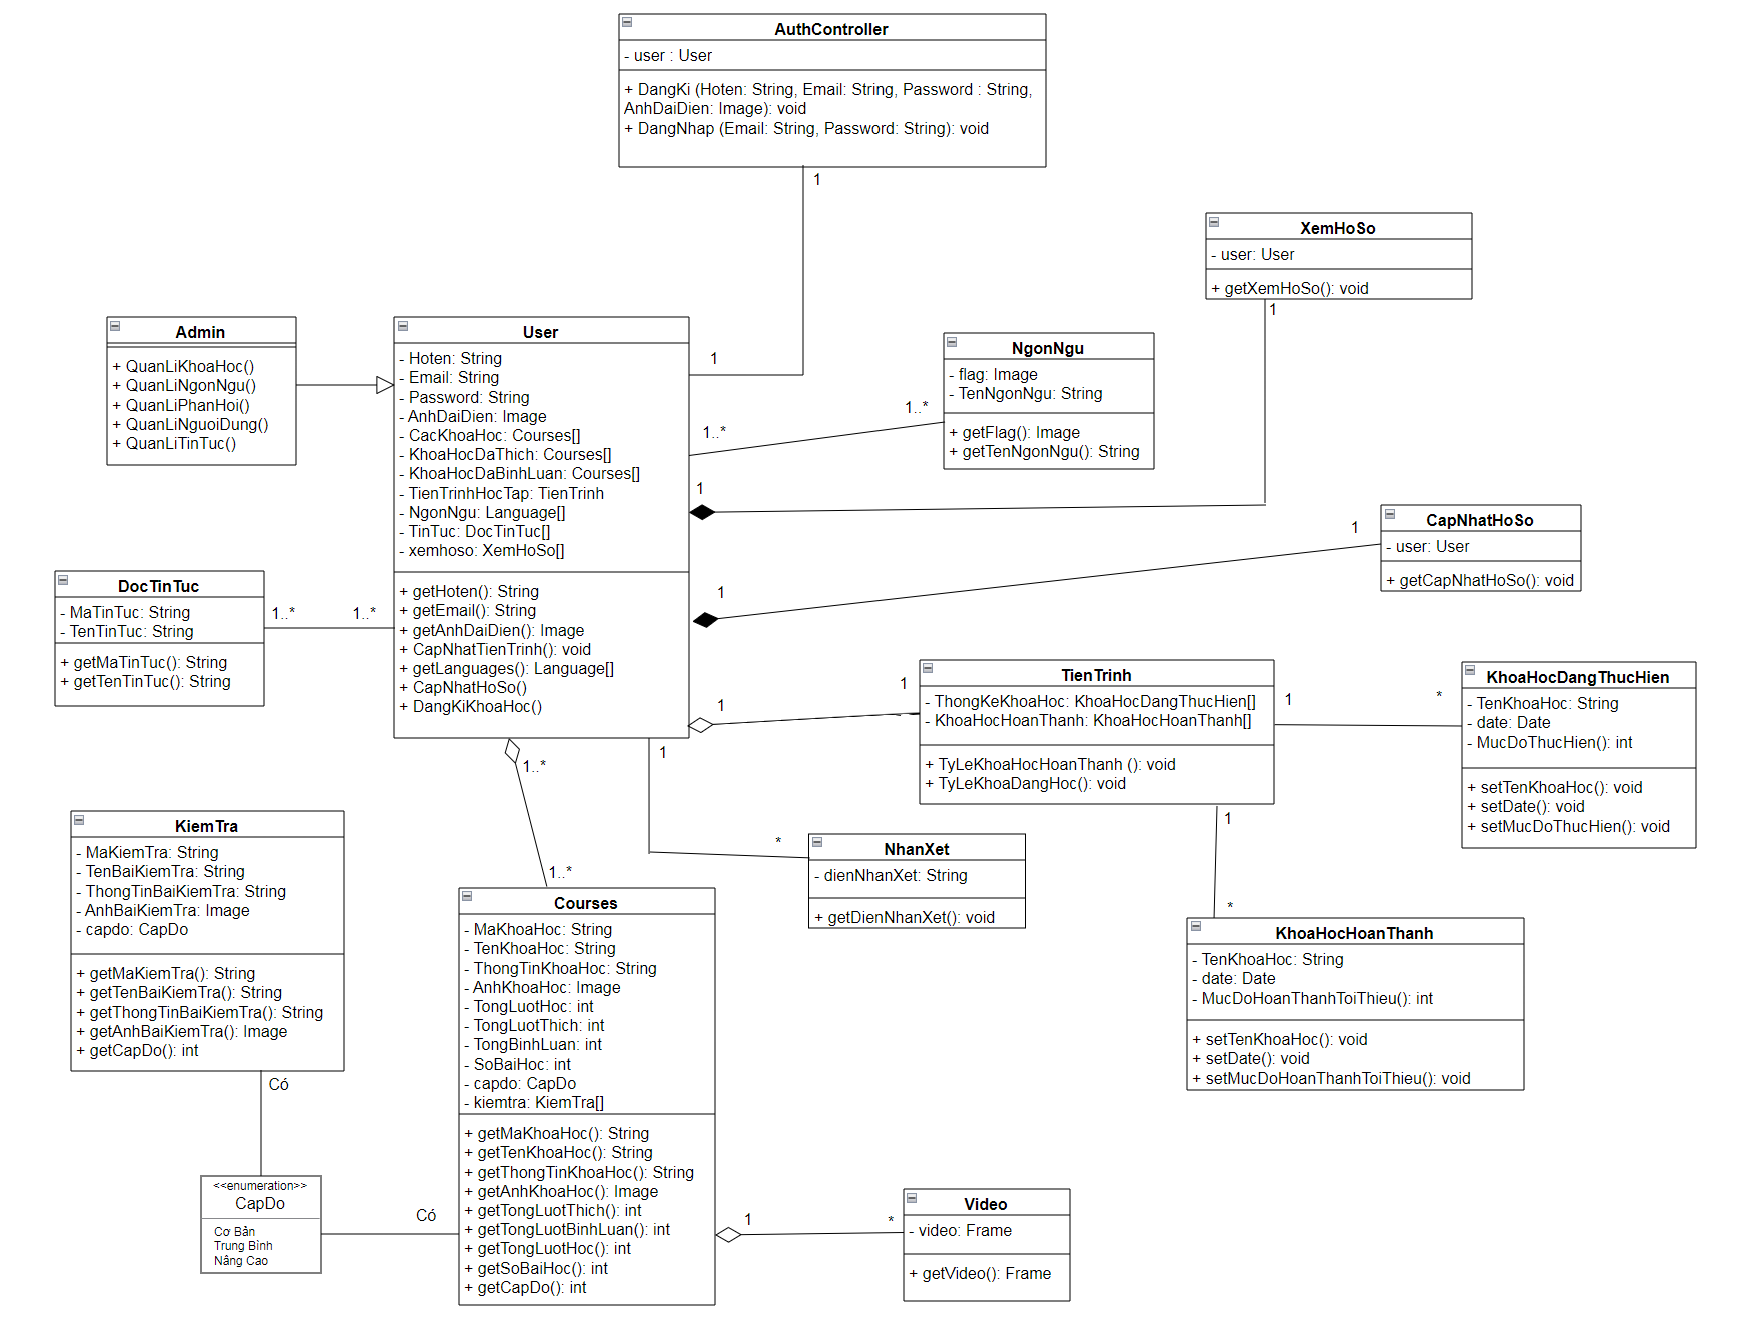 AuthController
- user : User
+ DangKi (Hoten: String, Email: String, Password : String,
AnhDaiDien: Image): void
+ DangNhap (Email: String, Password: String): void
1
XemHoSo
- user: User
+ getXemHoSo(): void
1
Admin
+ QuanLiKhoaHoc()
+ QuanLiNgonNgu()
+ QuanLiPhanHoi()
+ QuanLiNguoiDung()
+ QuanLiTinTuc()
User
- Hoten: String
- Email: String
- Password: String
- AnhDaiDien: Image
- CacKhoaHoc: Courses[]
- KhoaHocDaThich: Courses[]
- KhoaHocDaBinhLuan: Courses[]
- TienTrinhHocTap: TienTrinh
- NgonNgu: Language[]
- TinTuc: DocTinTuc[]
- xemhoso: XemHoSo[]
+ getHoten(): String
+ getEmail(): String
+ getAnhDaiDien(): Image
+ CapNhatTienTrinh(): void
+ getLanguages(): Language[]
+ CapNhatHoSo()
+ DangKiKhoaHoc()
1
1..*
1..*
NgonNgu
- flag: Image
- TenNgonNgu: String
+ getFlag(): Image
+ getTenNgonNgu(): String
1
1
1
CapNhatHoSo
- user: User
+ getCapNhatHoSo(): void
DocTinTuc
- MaTinTuc: String
- TenTinTuc: String
+ getMaTinTuc(): String
+ getTenTinTuc(): String
1..*
1..*
1
1
TienTrinh
- ThongKeKhoaHoc: KhoaHocDangThucHien[]
- KhoaHocHoanThanh: KhoaHocHoanThanh[]
+ TyLeKhoaHocHoanThanh (): void
+ TyLeKhoaDangHoc(): void
1
*
KhoaHocDangThucHien
- TenKhoaHoc: String
- date: Date
- MucDoThucHien(): int
+ setTenKhoaHoc(): void
+ setDate(): void
+ setMucDoThucHien(): void
1..*
1..*
1
*
NhanXet
- dienNhanXet: String
+ getDienNhanXet(): void
1
*
KhoaHocHoanThanh
- TenKhoaHoc: String
- date: Date
- MucDoHoanThanhToiThieu(): int
+ setTenKhoaHoc(): void
+ setDate(): void
+ setMucDoHoanThanhToiThieu(): void
KiemTra
- MaKiemTra: String
- TenBaiKiemTra: String
- ThongTinBaiKiemTra: String
- AnhBaiKiemTra: Image
- capdo: CapDo
+ getMaKiemTra(): String
+ getTenBaiKiemTra(): String
+ getThongTinBaiKiemTra(): String
+ getAnhBaiKiemTra(): Image
+ getCapDo(): int
Có
Courses
- MaKhoaHoc: String
- TenKhoaHoc: String
- ThongTinKhoaHoc: String
- AnhKhoaHoc: Image
- TongLuotHoc: int
- TongLuotThich: int
- TongBinhLuan: int
- SoBaiHoc: int
- capdo: CapDo
- kiemtra: KiemTra[]
+ getMaKhoaHoc(): String
+ getTenKhoaHoc(): String
+ getThongTinKhoaHoc(): String
+ getAnhKhoaHoc(): Image
+ getTongLuotThich(): int
+ getTongLuotBinhLuan(): int
+ getTongLuotHoc(): int
+ getSoBaiHoc(): int
+ getCapDo(): int
<<enumeration>>
CapDo
Cơ Bản
Trung Bình
Nâng Cao
Có
1
*
Video
- video: Frame
+ getVideo(): Frame